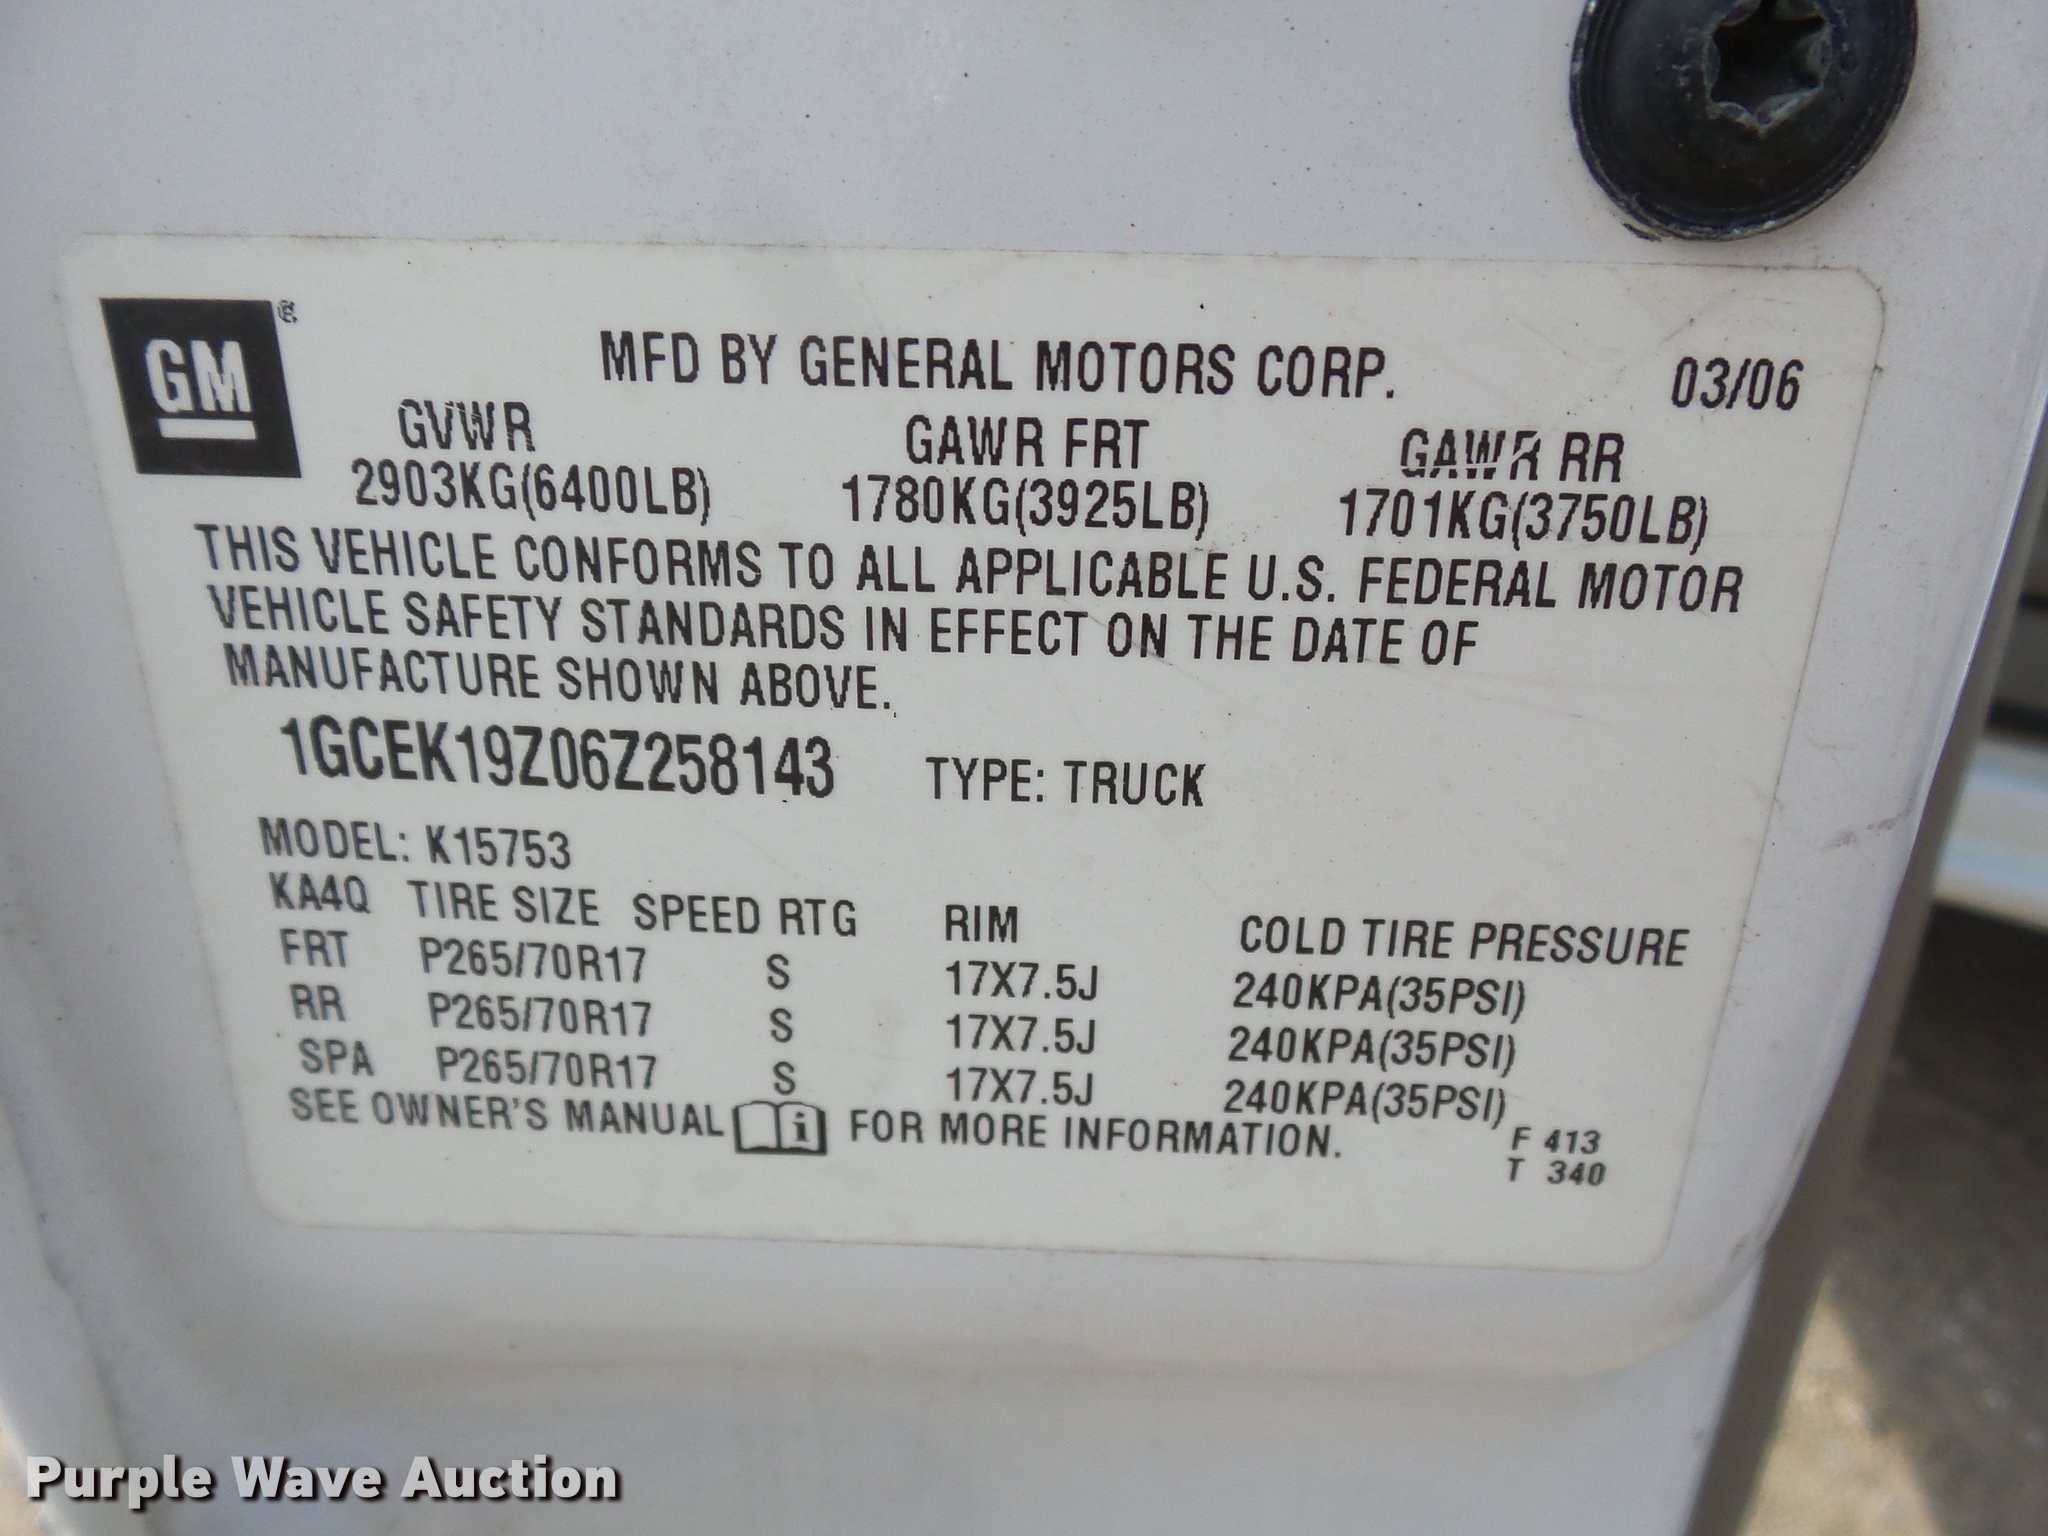 GM®
MFD BY GENERAL MOTORS CORP. 03/06
GVWR GAWR FRT GAWR RR
2903KG(6400LB) 1780KG(3925LB) 1701KG(3750LB)
THIS VEHICLE CONFORMS TO ALL APPLICABLE U.S. FEDERAL MOTOR
VEHICLE SAFETY STANDARDS IN EFFECT ON THE DATE OF
MANUFACTURE SHOWN ABOVE.
1GCEK19Z06Z258143 TYPE: TRUCK
MODEL: K15753
KA4Q TIRE SIZE SPEED RTG RIM COLD TIRE PRESSURE
FRT P265/70R17 S 17X7.5J 240KPA(35PSI)
RR P265/70R17 S 17X7.5J 240KPA(35PSI)
SPA P265/70R17 S 17X7.5J 240KPA(35PSI)
SEE OWNER'S MANUAL i FOR MORE INFORMATION.
F 413
T 340
Purple Wave Auction